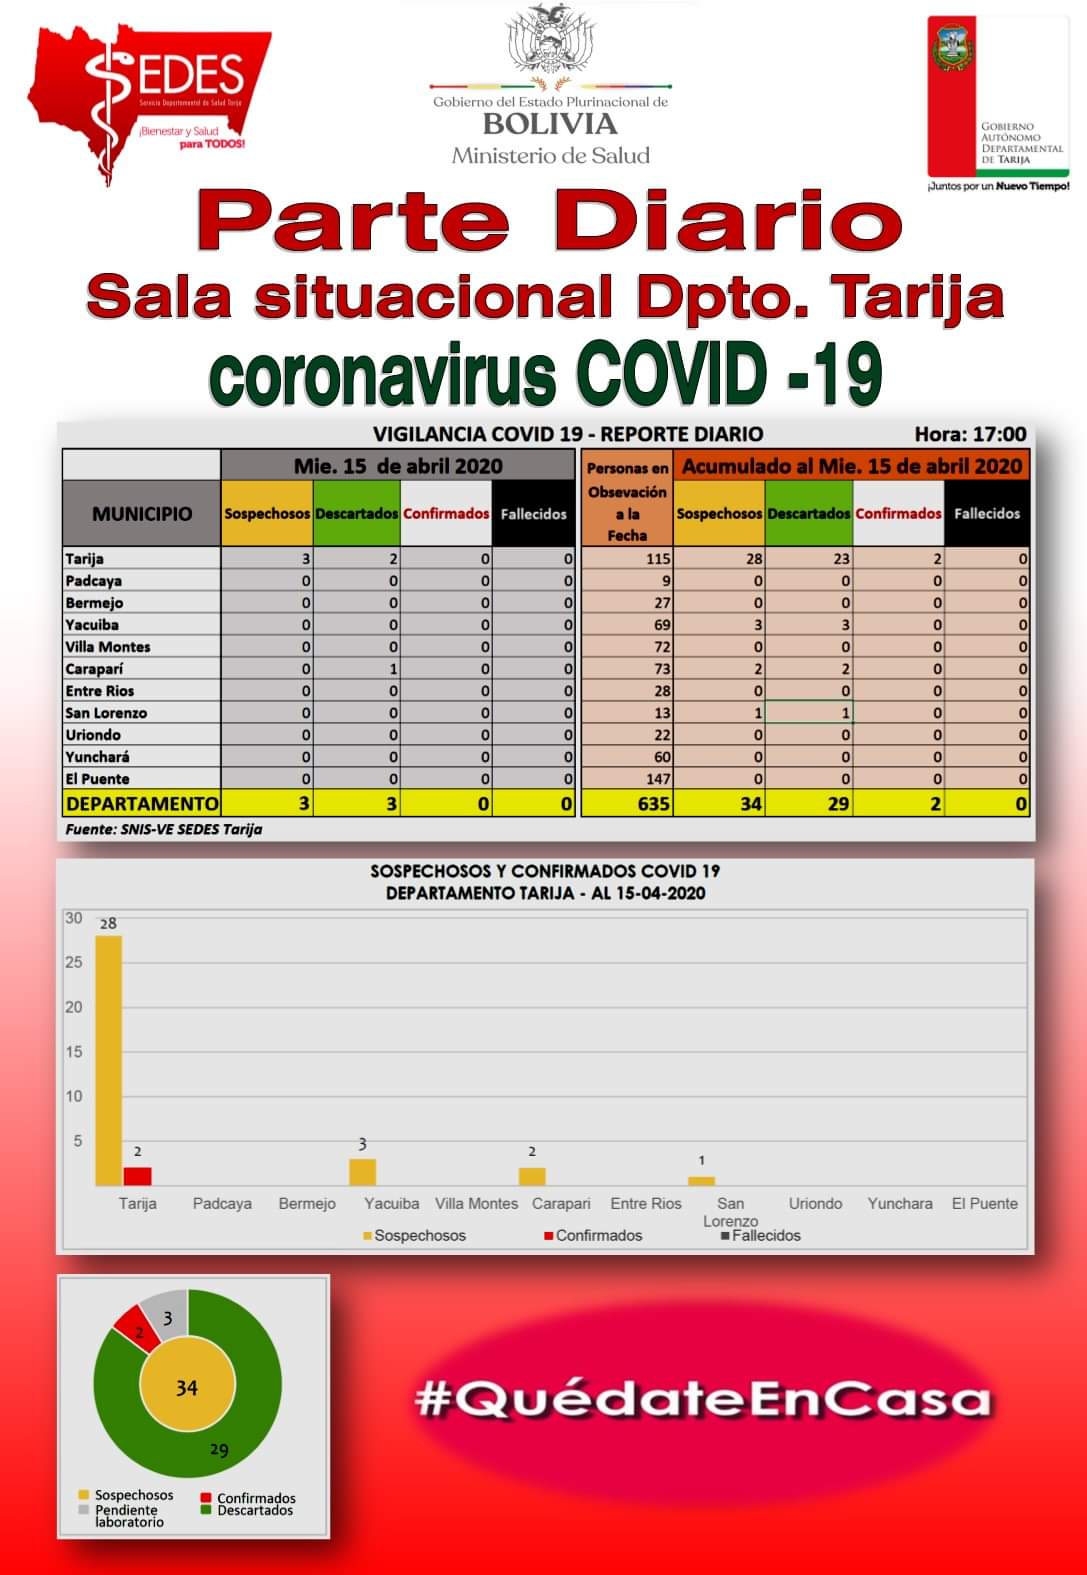 SEDES
Servicio Departamental de Salud Tarija
¡Bienestar y Salud
para TODOS!
Gobierno del Estado Plurinacional de
BOLIVIA
Ministerio de Salud
GOBIERNO
AUTÓNOMO
DEPARTAMENTAL
DE TARIJA
¡Juntos por un Nuevo Tiempo!
Parte Diario
Sala situacional Dpto. Tarija
coronavirus COVID -19
VIGILANCIA COVID 19 - REPORTE DIARIO Hora: 17:00
Mie. 15 de abril 2020 Personas en Obsevación a la Fecha Acumulado al Mie. 15 de abril 2020
MUNICIPIO Sospechosos Descartados Confirmados Fallecidos Sospechosos Descartados Confirmados Fallecidos
Tarija 3 2 0 0 115 28 23 2 0
Padcaya 0 0 0 0 9 0 0 0 0
Bermejo 0 0 0 0 27 0 0 0 0
Yacuiba 0 0 0 0 69 3 3 0 0
Villa Montes 0 0 0 0 72 0 0 0 0
Caraparí 0 1 0 0 73 2 2 0 0
Entre Rios 0 0 0 0 28 0 0 0 0
San Lorenzo 0 0 0 0 13 1 1 0 0
Uriondo 0 0 0 0 22 0 0 0 0
Yunchará 0 0 0 0 60 0 0 0 0
El Puente 0 0 0 0 147 0 0 0 0
DEPARTAMENTO 3 3 0 0 635 34 29 2 0
Fuente: SNIS-VE SEDES Tarija
SOSPECHOSOS Y CONFIRMADOS COVID 19
DEPARTAMENTO TARIJA - AL 15-04-2020
30
28
25
20
15
10
5
2 3 2 1
Tarija Padcaya Bermejo Yacuiba Villa Montes Carapari Entre Rios San Lorenzo Uriondo Yunchara El Puente
Sospechosos Confirmados Fallecidos
3
2
34
29
Sospechosos Confirmados
Pendiente laboratorio Descartados
#QuédateEnCasa